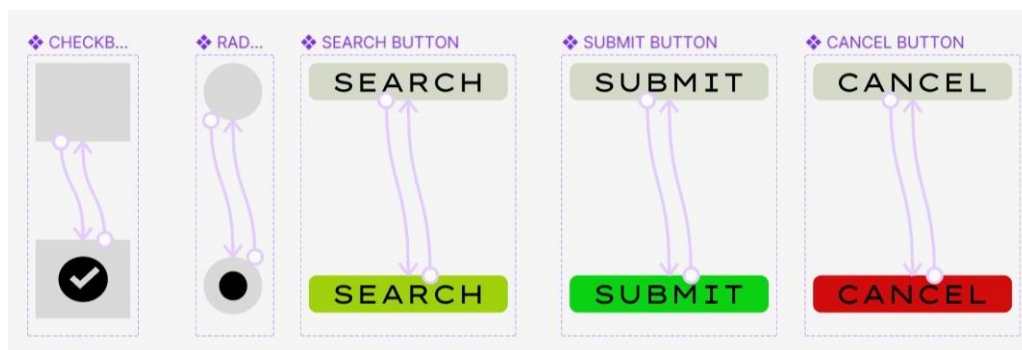 CHECKB...
RAD...
SEARCH BUTTON
SUBMIT BUTTON
CANCEL BUTTON
SEARCH
SUBMIT
CANCEL
SEARCH
SUBMIT
CANCEL